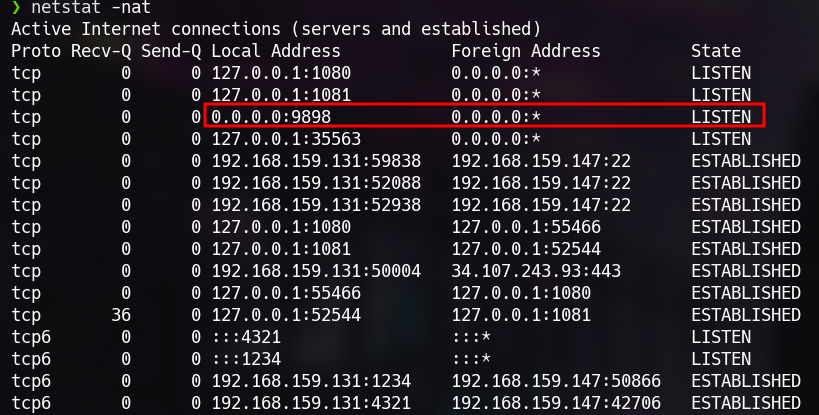 ❯ netstat -nat
Active Internet connections (servers and established)
Proto Recv-Q Send-Q Local Address           Foreign Address         State
tcp        0      0 127.0.0.1:1080          0.0.0.0:*               LISTEN
tcp        0      0 127.0.0.1:1081          0.0.0.0:*               LISTEN
tcp        0      0 0.0.0.0:9898            0.0.0.0:*               LISTEN
tcp        0      0 127.0.0.1:35563         0.0.0.0:*               LISTEN
tcp        0      0 192.168.159.131:59838   192.168.159.147:22      ESTABLISHED
tcp        0      0 192.168.159.131:52088   192.168.159.147:22      ESTABLISHED
tcp        0      0 192.168.159.131:52938   192.168.159.147:22      ESTABLISHED
tcp        0      0 127.0.0.1:1080          127.0.0.1:55466         ESTABLISHED
tcp        0      0 127.0.0.1:1081          127.0.0.1:52544         ESTABLISHED
tcp        0      0 192.168.159.131:50004   34.107.243.93:443       ESTABLISHED
tcp        0      0 127.0.0.1:55466         127.0.0.1:1080          ESTABLISHED
tcp       36      0 127.0.0.1:52544         127.0.0.1:1081          ESTABLISHED
tcp6       0      0 :::4321                 :::*                    LISTEN
tcp6       0      0 :::1234                 :::*                    LISTEN
tcp6       0      0 192.168.159.131:1234    192.168.159.147:50866   ESTABLISHED
tcp6       0      0 192.168.159.131:4321    192.168.159.147:42706   ESTABLISHED